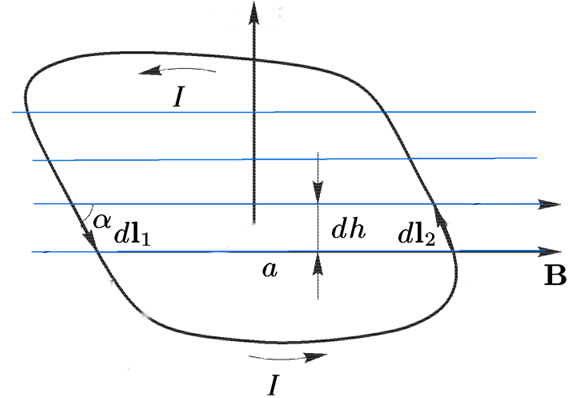 I
α
dl₁
dh
dl₂
a
B
I